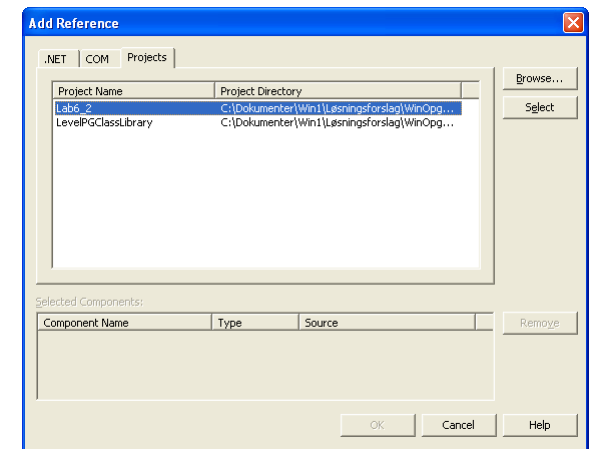 Add Reference
.NET COM Projects
Browse...
Project Name Project Directory
Lab6_2 C:\Dokumenter\Win1\Løsningsforslag\WinOpg...
Select
LevelPGClassLibrary C:\Dokumenter\Win1\Løsningsforslag\WinOpg...
Selected Components:
Component Name Type Source
Remove
OK Cancel Help